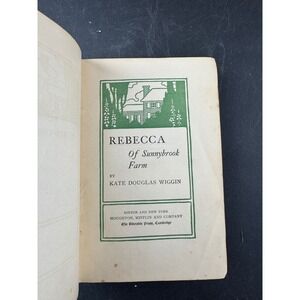 REBECCA
Of Sunnybrook
Farm
BY
KATE DOUGLAS WIGGIN
BOSTON AND NEW YORK
HOUGHTON, MIFFLIN AND COMPANY
The Riverside Press, Cambridge